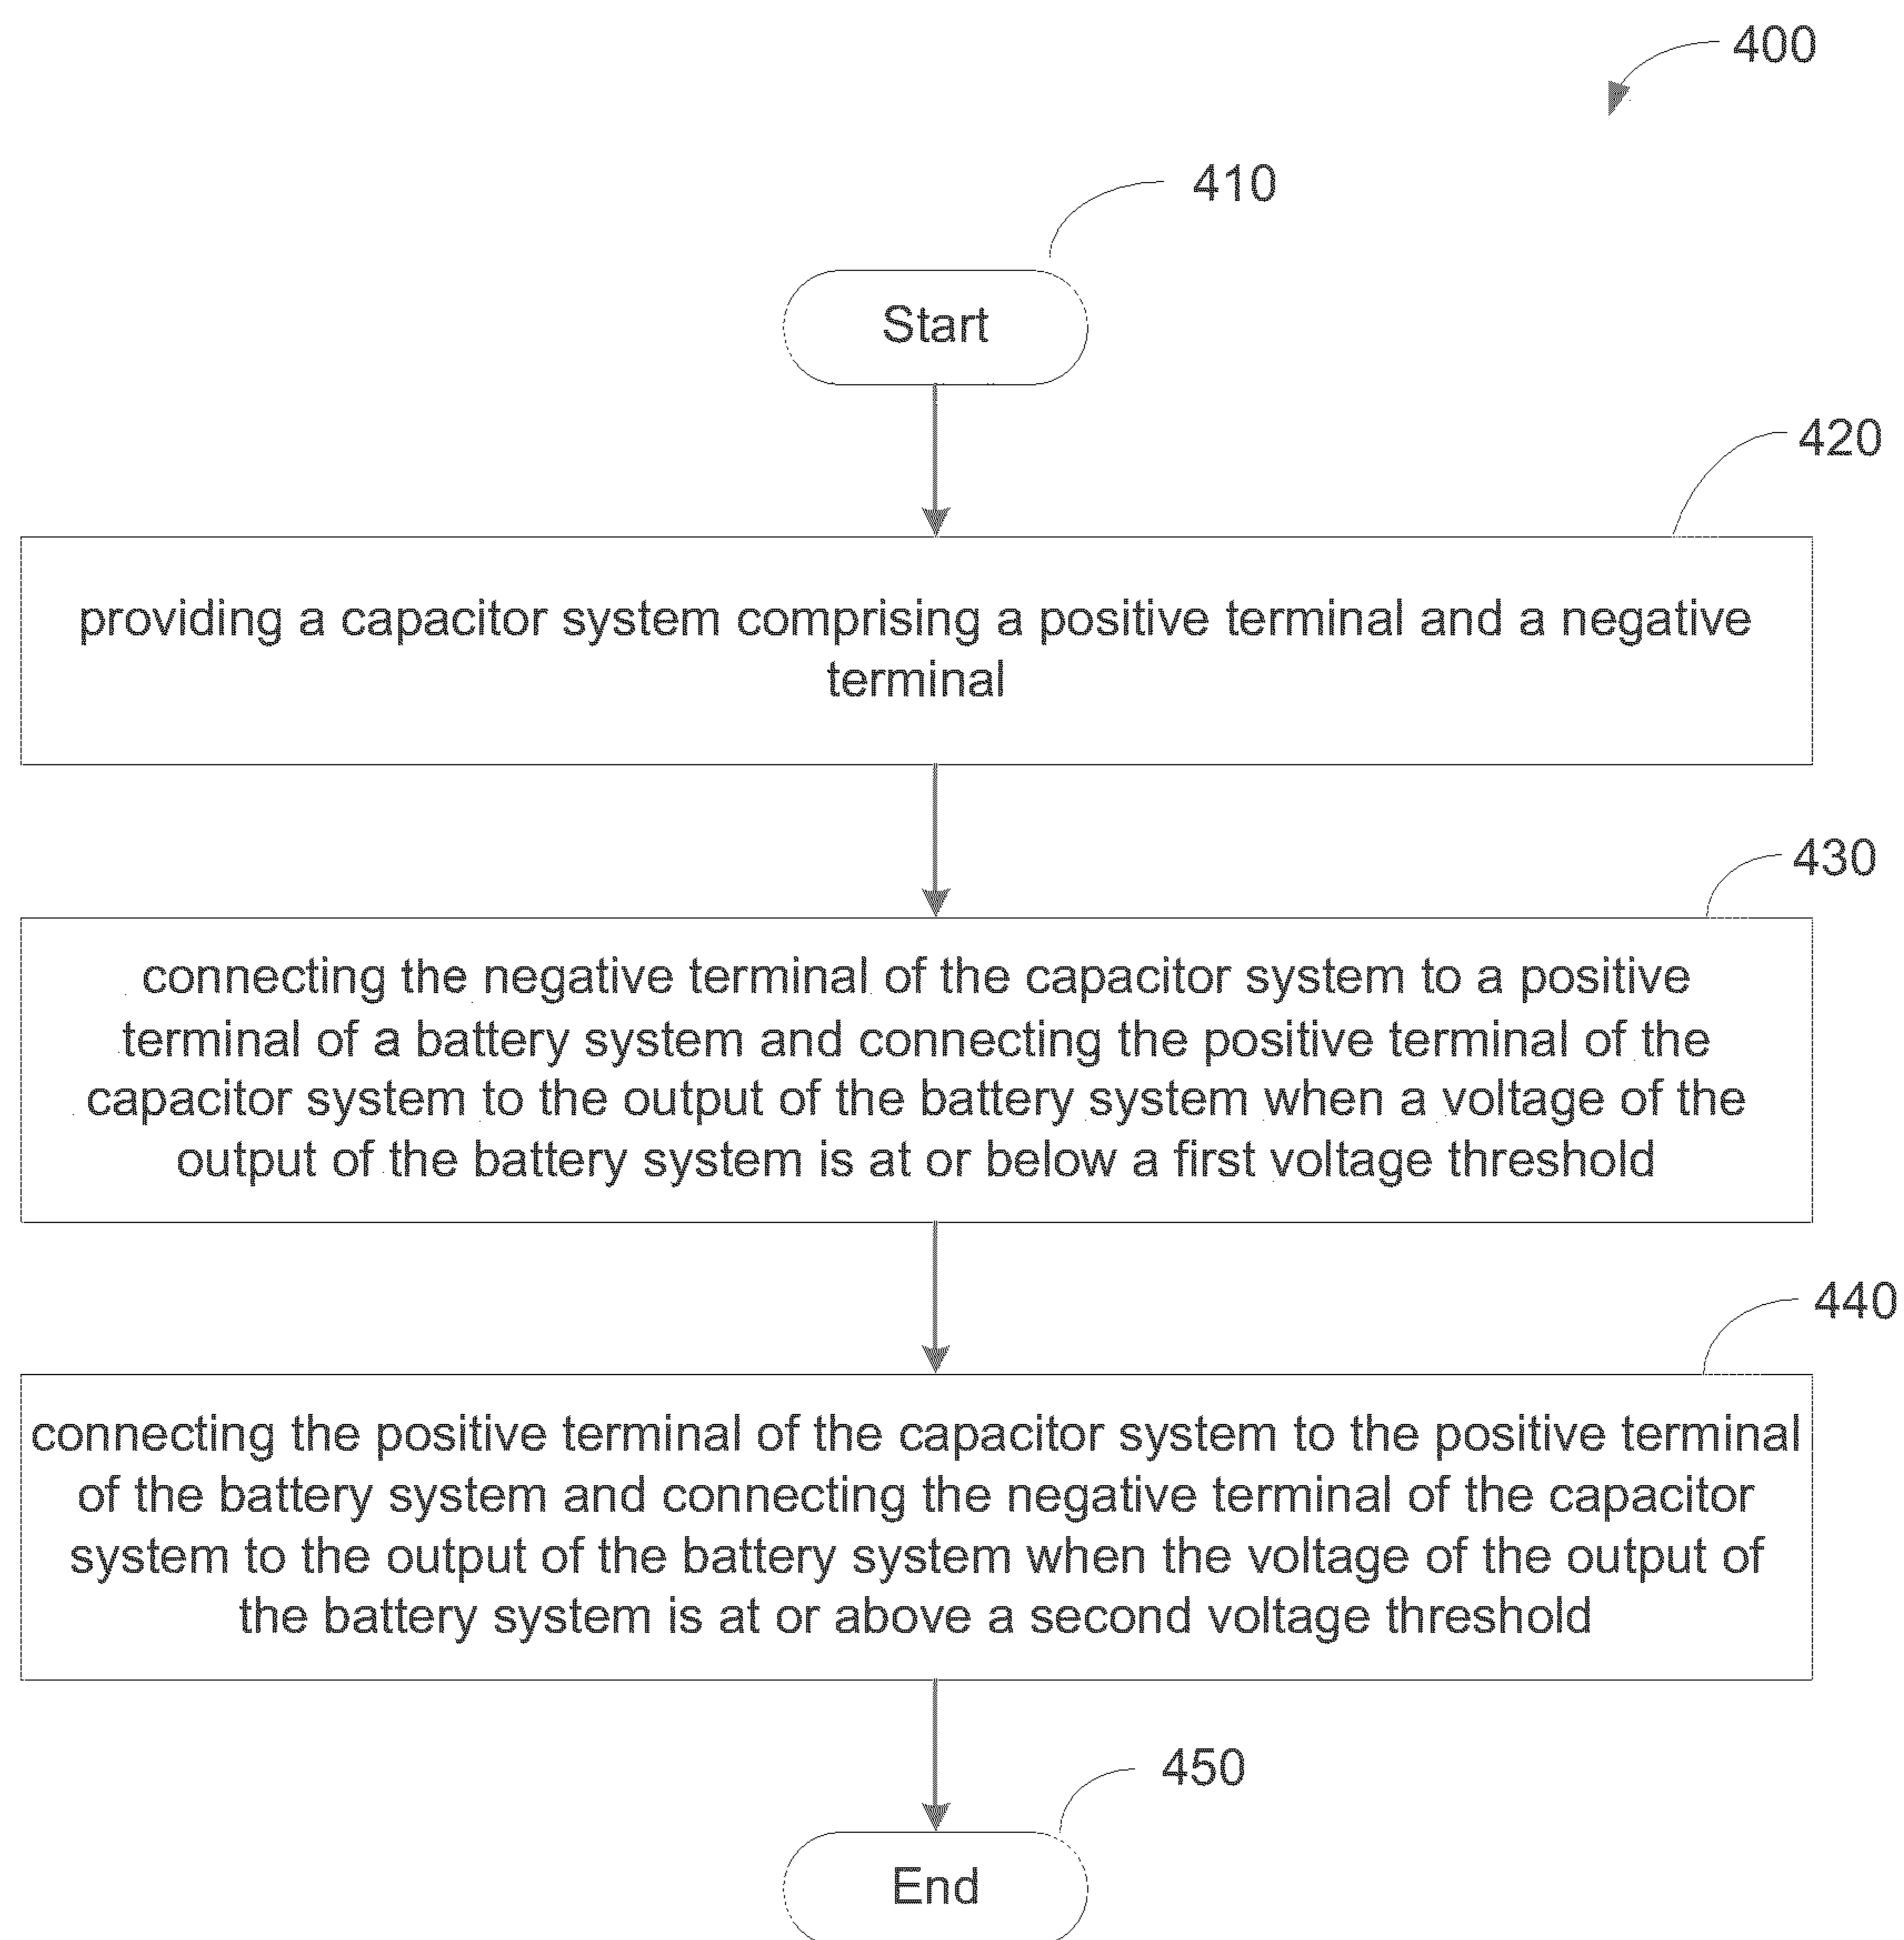 400
410
Start
420
providing a capacitor system comprising a positive terminal and a negative
terminal
430
connecting the negative terminal of the capacitor system to a positive
terminal of a battery system and connecting the positive terminal of the
capacitor system to the output of the battery system when a voltage of the
output of the battery system is at or below a first voltage threshold
440
connecting the positive terminal of the capacitor system to the positive terminal
of the battery system and connecting the negative terminal of the capacitor
system to the output of the battery system when the voltage of the output of
the battery system is at or above a second voltage threshold
450
End